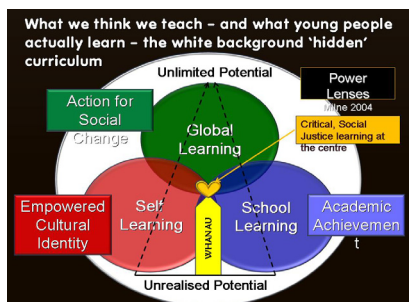 What we think we teach – and what young people
actually learn – the white background ‘hidden’
curriculum
Unlimited Potential
Power
Lenses
Milne 2004
Action for
Social
Change
Global
Learning
Critical, Social
Justice learning at
the centre
Empowered
Cultural
Identity
Self
Learning
WHANAU
School
Learning
Academic
Achievemen
t
Unrealised Potential